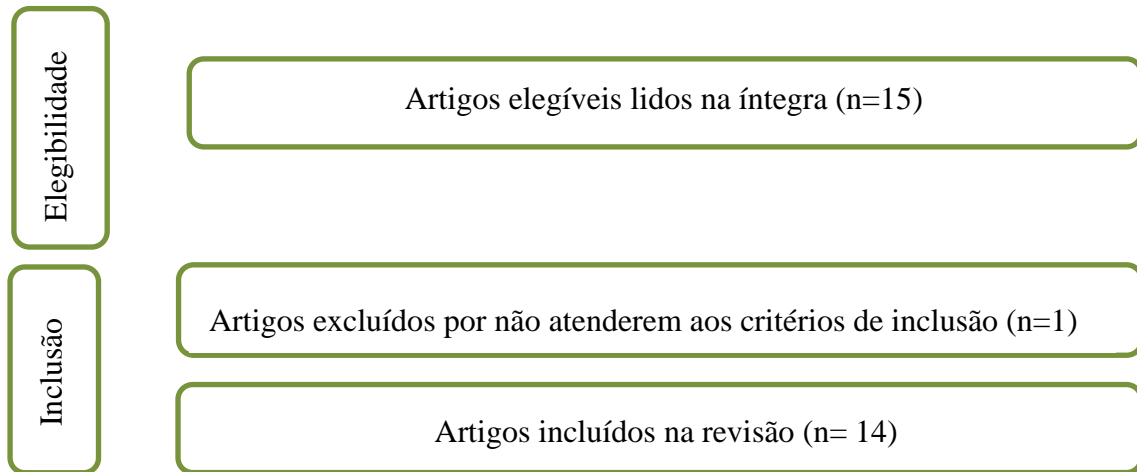 Elegibilidade
Artigos elegíveis lidos na íntegra (n=15)
Inclusão
Artigos excluídos por não atenderem aos critérios de inclusão (n=1)
Artigos incluídos na revisão (n= 14)